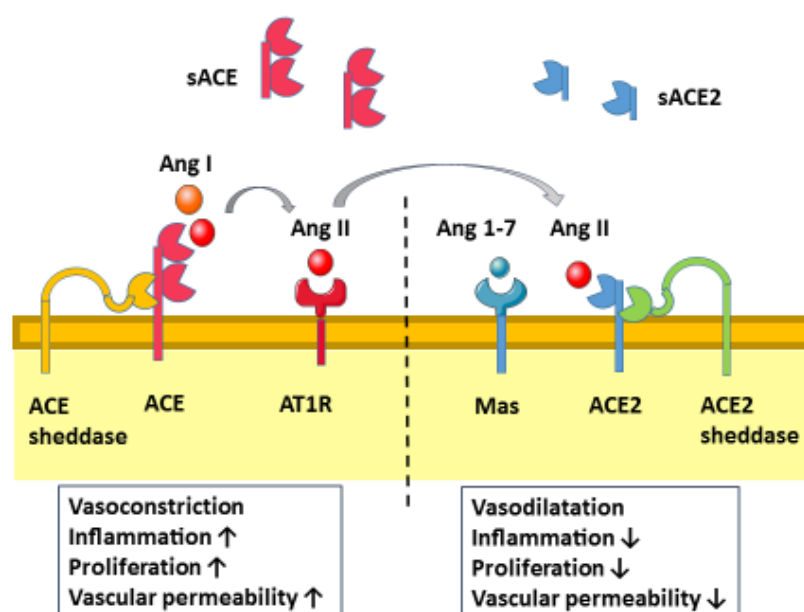 sACE
sACE2
Ang I
Ang II
Ang 1-7
Ang II
ACE
sheddase
ACE
AT1R
Mas
ACE2
ACE2
sheddase
Vasoconstriction
Inflammation ↑
Proliferation ↑
Vascular permeability ↑
Vasodilatation
Inflammation ↓
Proliferation ↓
Vascular permeability ↓